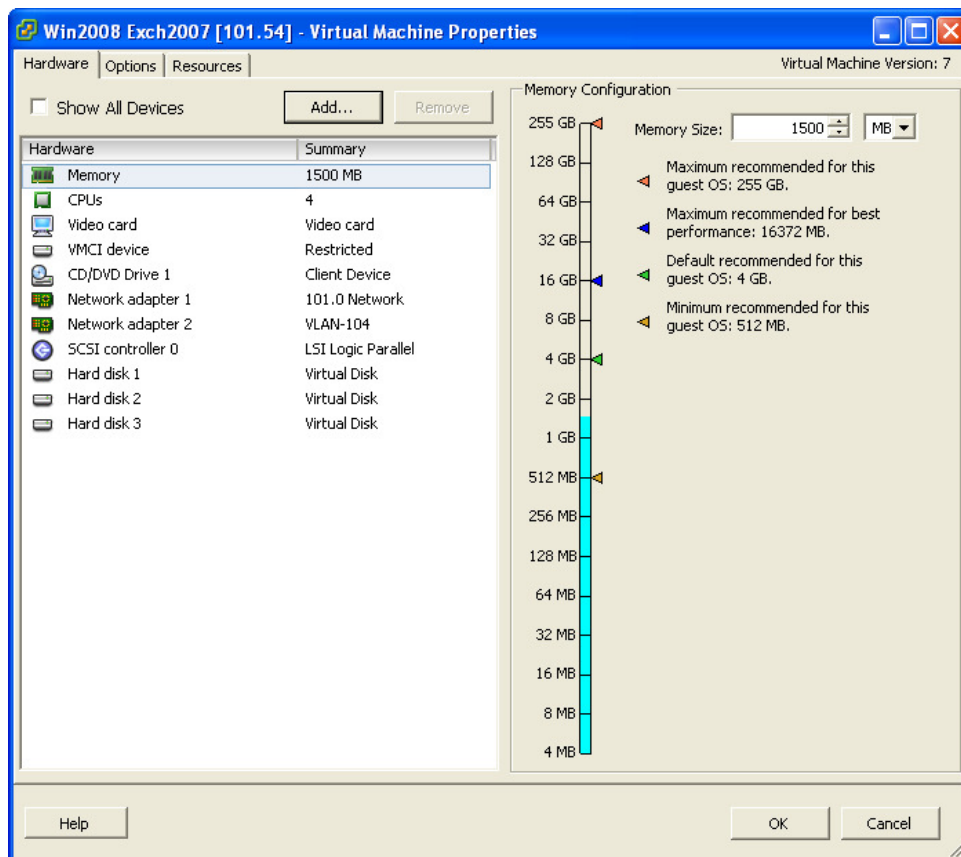 Win2008 Exch2007 [101.54] - Virtual Machine Properties
Hardware Options Resources
Virtual Machine Version: 7
Show All Devices
Add...
Remove
Hardware Summary
Memory 1500 MB
CPUs 4
Video card Video card
VMCI device Restricted
CD/DVD Drive 1 Client Device
Network adapter 1 101.0 Network
Network adapter 2 VLAN-104
SCSI controller 0 LSI Logic Parallel
Hard disk 1 Virtual Disk
Hard disk 2 Virtual Disk
Hard disk 3 Virtual Disk
Memory Configuration
255 GB
128 GB
64 GB
32 GB
16 GB
8 GB
4 GB
2 GB
1 GB
512 MB
256 MB
128 MB
64 MB
32 MB
16 MB
8 MB
4 MB
Memory Size: 1500 MB
Maximum recommended for this
guest OS: 255 GB.
Maximum recommended for best
performance: 16372 MB.
Default recommended for this
guest OS: 4 GB.
Minimum recommended for this
guest OS: 512 MB.
Help
OK
Cancel